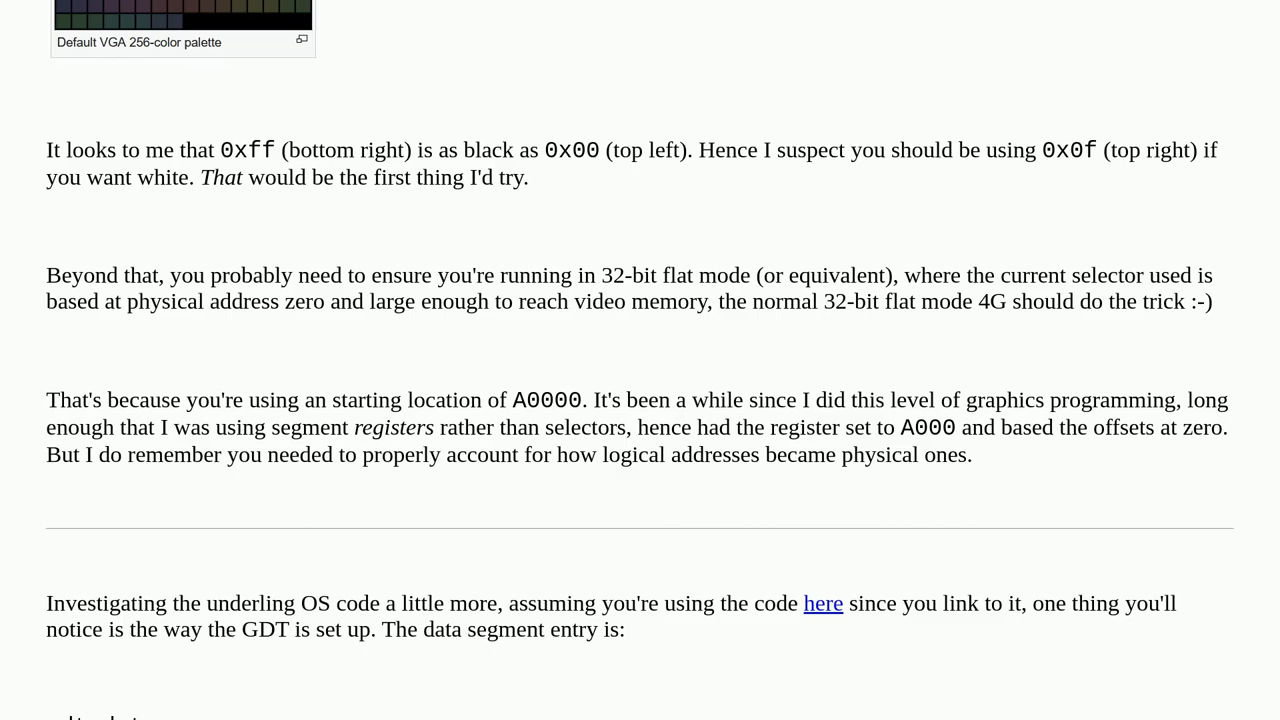 Default VGA 256-color palette
It looks to me that 0xff (bottom right) is as black as 0x00 (top left). Hence I suspect you should be using 0x0f (top right) if
you want white. That would be the first thing I'd try.
Beyond that, you probably need to ensure you're running in 32-bit flat mode (or equivalent), where the current selector used is
based at physical address zero and large enough to reach video memory, the normal 32-bit flat mode 4G should do the trick :-)
That's because you're using an starting location of A0000. It's been a while since I did this level of graphics programming, long
enough that I was using segment registers rather than selectors, hence had the register set to A000 and based the offsets at zero.
But I do remember you needed to properly account for how logical addresses became physical ones.
Investigating the underling OS code a little more, assuming you're using the code here since you link to it, one thing you'll
notice is the way the GDT is set up. The data segment entry is: